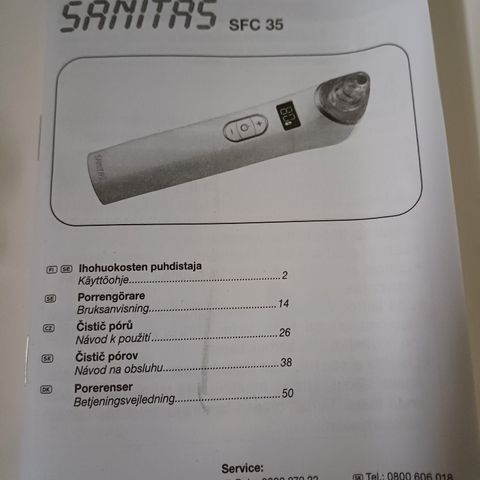 SANITAS SFC 35
SANITAS
FI SE Ihohuokosten puhdistaja
Käyttöohje 2
SE Porrengörare
Bruksanvisning 14
CZ Čistič pórů
Návod k použití 26
SK Čistič pórov
Návod na obsluhu 38
DK Porerenser
Betjeningsvejledning 50
Service:
Tel.: 0800 606 018